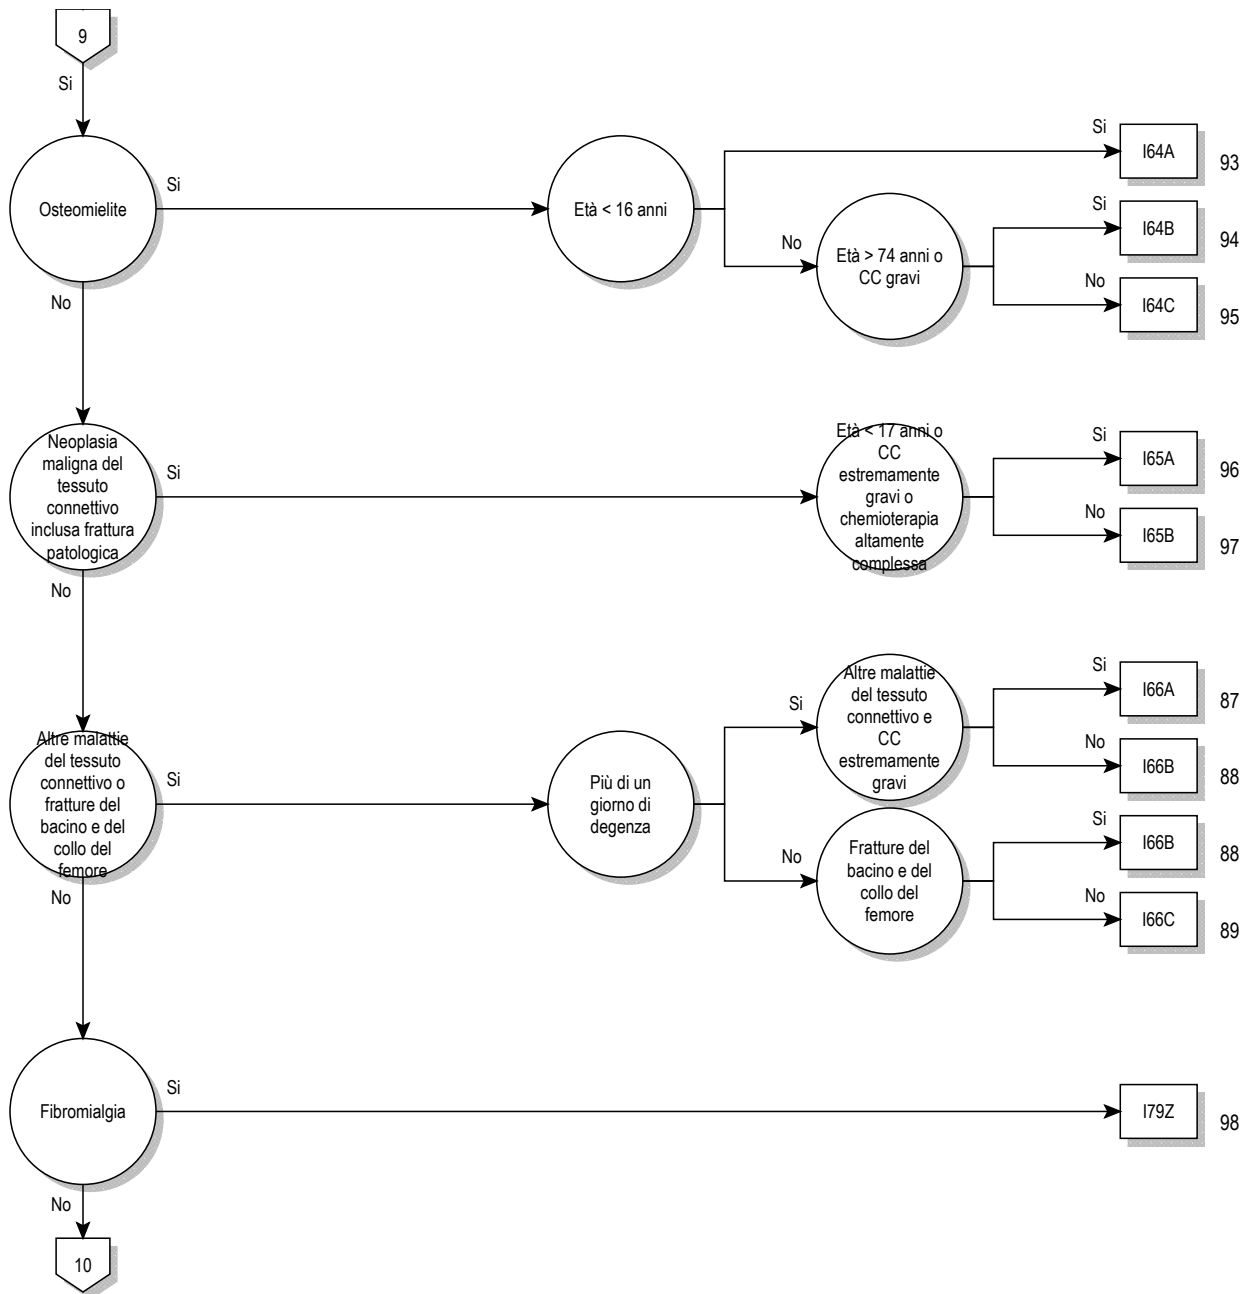 9
Si
Osteomielite
Si
Età < 16 anni
Si
I64A
93
No
Età > 74 anni o
CC gravi
Si
I64B
94
No
I64C
95
No
Neoplasia
maligna del
tessuto
connettivo
inclusa frattura
patologica
Si
Età < 17 anni o
CC
estremamente
gravi o
chemioterapia
altamente
complessa
Si
I65A
96
No
I65B
97
No
Altre malattie
del tessuto
connettivo o
fratture del
bacino e del
collo del
femore
Si
Più di un
giorno di
degenza
Si
Altre malattie
del tessuto
connettivo e
CC
estremamente
gravi
Si
I66A
87
No
I66B
88
No
Fratture del
bacino e del
collo del
femore
Si
I66B
88
No
I66C
89
No
Fibromialgia
Si
I79Z
98
No
10